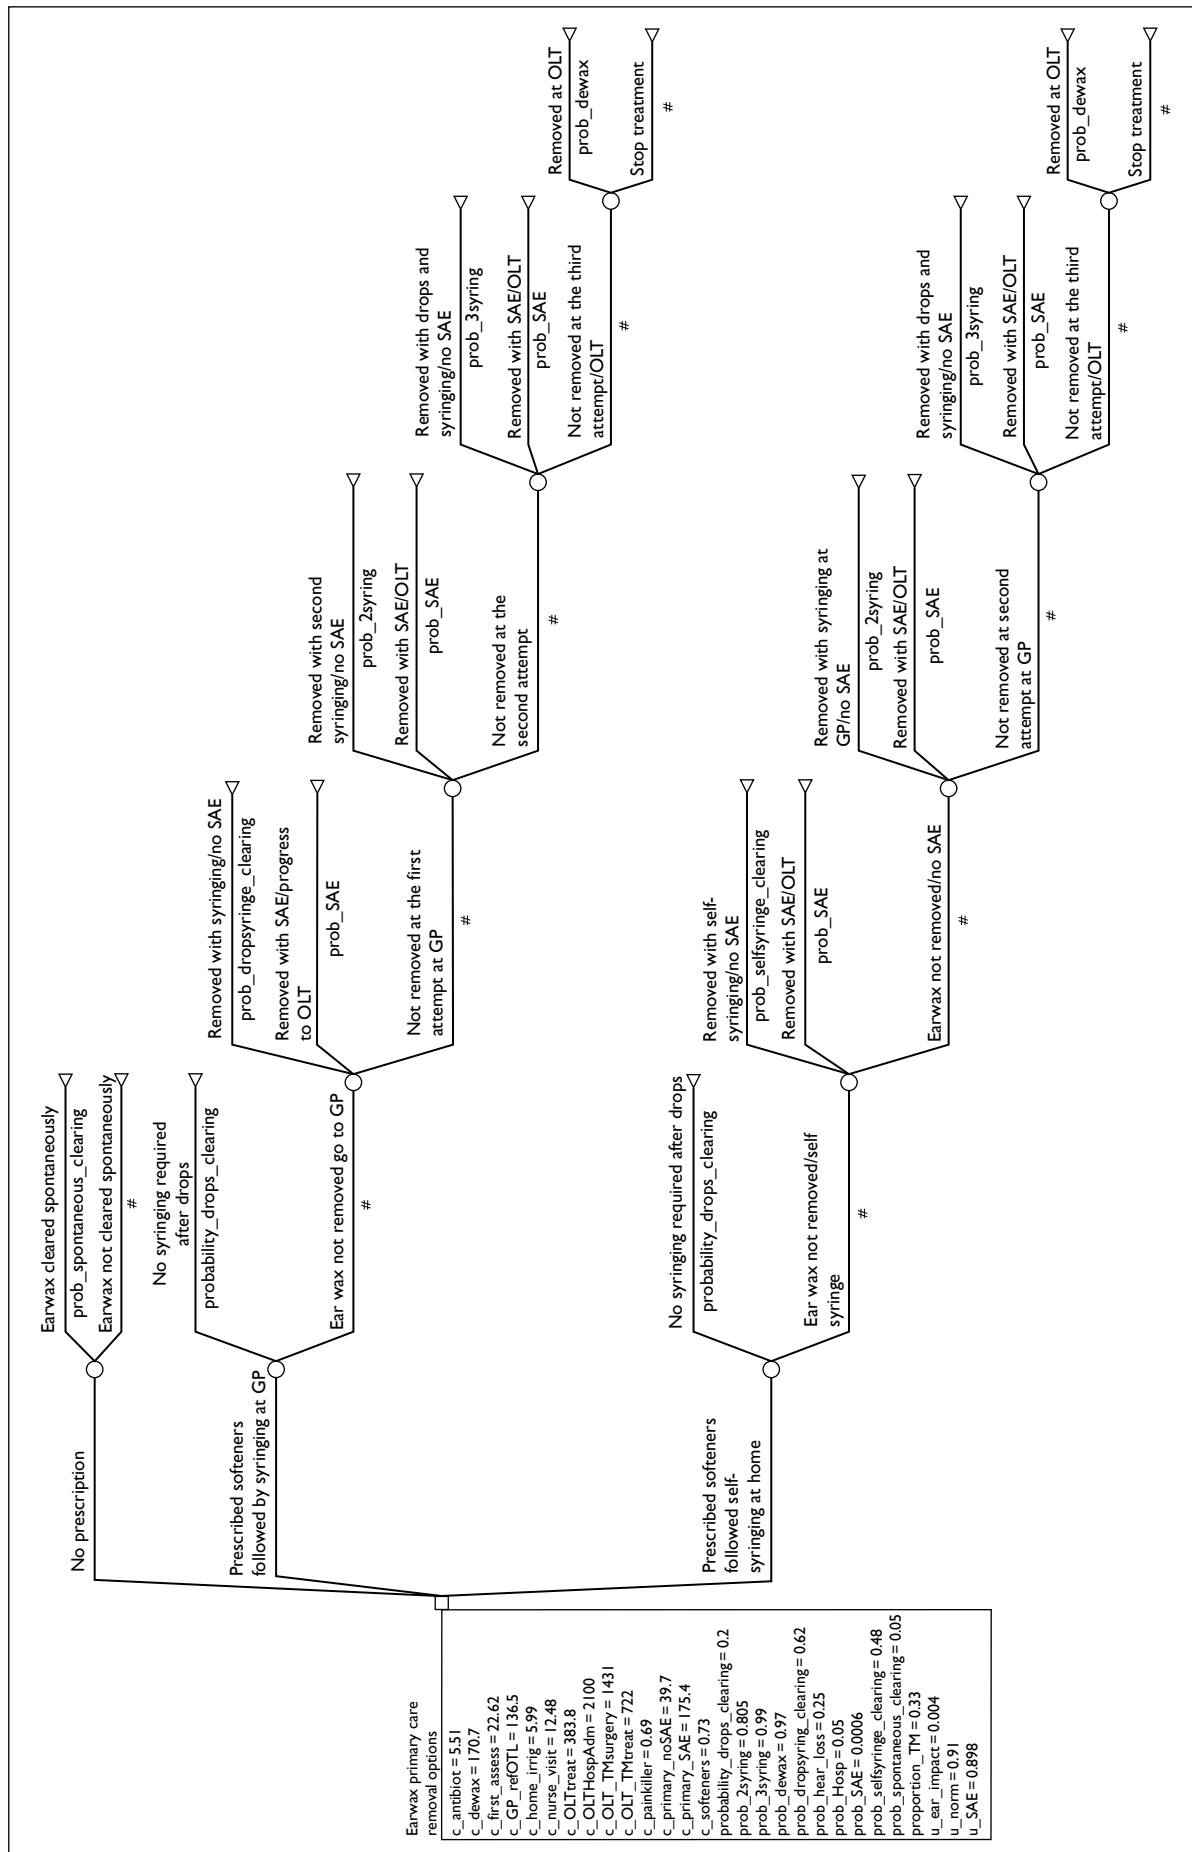 Earwax primary care
removal options
c_antibiot = 5.51
c_dewax = 170.7
c_first_assess = 22.62
c_GP_refOTL = 136.5
c_home_irrig = 5.99
c_nurse_visit = 12.48
c_OLTtreat = 383.8
c_OLTHospAdm = 2100
c_OLT_TMsurgery = 1431
c_OLT_TMtreat = 722
c_painkiller = 0.69
c_primary_noSAE = 39.7
c_primary_SAE = 175.4
c_softeners = 0.73
probability_drops_clearing = 0.2
prob_2syring = 0.805
prob_3syring = 0.99
prob_dewax = 0.97
prob_dropsyring_clearing = 0.62
prob_hear_loss = 0.25
prob_Hosp = 0.05
prob_SAE = 0.0006
prob_selfsyringe_clearing = 0.48
prob_spontaneous_clearing = 0.05
proportion_TM = 0.33
u_ear_impact = 0.004
u_norm = 0.91
u_SAE = 0.898
No prescription
Earwax cleared spontaneously
prob_spontaneous_clearing
Earwax not cleared spontaneously
#
Prescribed softeners
followed by syringing at GP
No syringing required
after drops
probability_drops_clearing
Ear wax not removed go to GP
#
Removed with syringing/no SAE
prob_dropsyringe_clearing
Removed with SAE/progress
to OLT
prob_SAE
Not removed at the first
attempt at GP
#
Removed with second
syringing/no SAE
prob_2syring
Removed with SAE/OLT
prob_SAE
Not removed at the
second attempt
#
Removed with drops and
syringing/no SAE
prob_3syring
Removed with SAE/OLT
prob_SAE
Not removed at the third
attempt/OLT
#
Removed at OLT
prob_dewax
Stop treatment
#
Prescribed softeners
followed self-
syringing at home
No syringing required after drops
probability_drops_clearing
Ear wax not removed/self
syringe
#
Removed with self-
syringing/no SAE
prob_selfsyringe_clearing
Removed with SAE/OLT
prob_SAE
Earwax not removed/no SAE
#
Removed with syringing at
GP/no SAE
prob_2syring
Removed with SAE/OLT
prob_SAE
Not removed at second
attempt at GP
#
Removed with drops and
syringing/no SAE
prob_3syring
Removed with SAE/OLT
prob_SAE
Not removed at the third
attempt/OLT
#
Removed at OLT
prob_dewax
Stop treatment
#